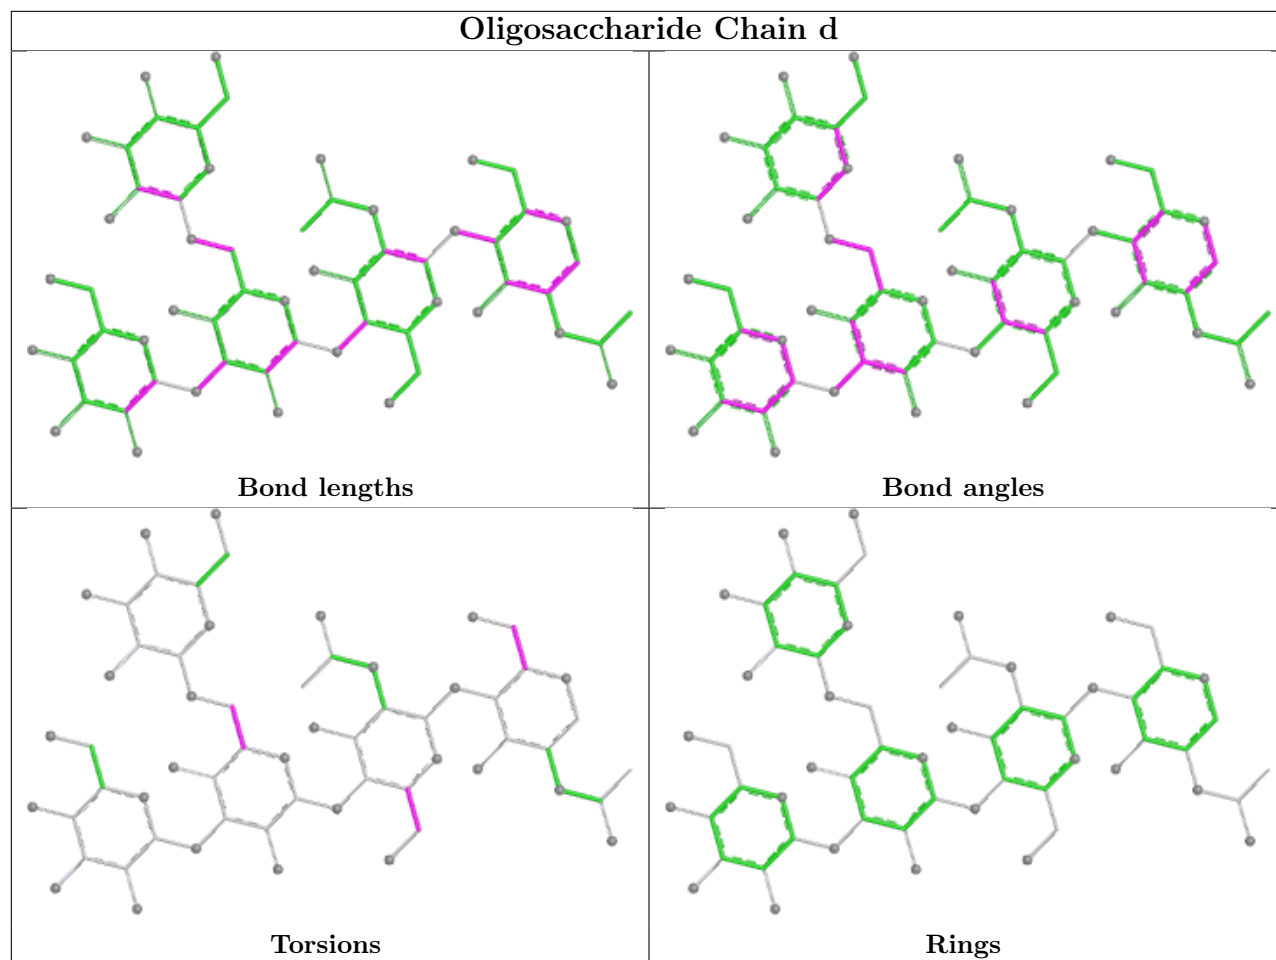 Oligosaccharide Chain d
Bond lengths
Bond angles
Torsions
Rings